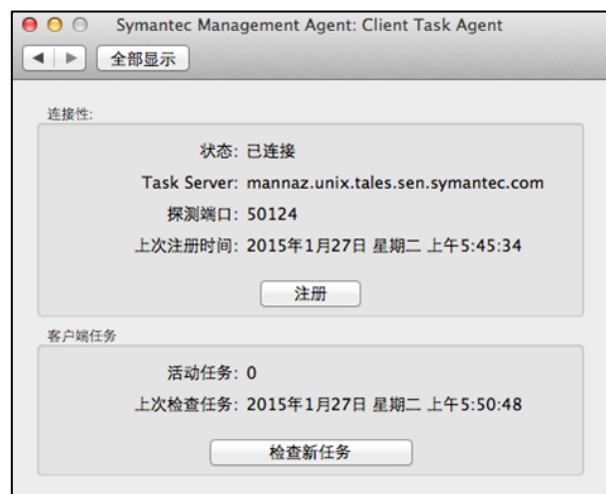 Symantec Management Agent: Client Task Agent
全部显示
连接性:
状态: 已连接
Task Server: mannaz.unix.tales.sen.symantec.com
探测端口: 50124
上次注册时间: 2015年1月27日 星期二 上午5:45:34
注册
客户端任务
活动任务: 0
上次检查任务: 2015年1月27日 星期二 上午5:50:48
检查新任务